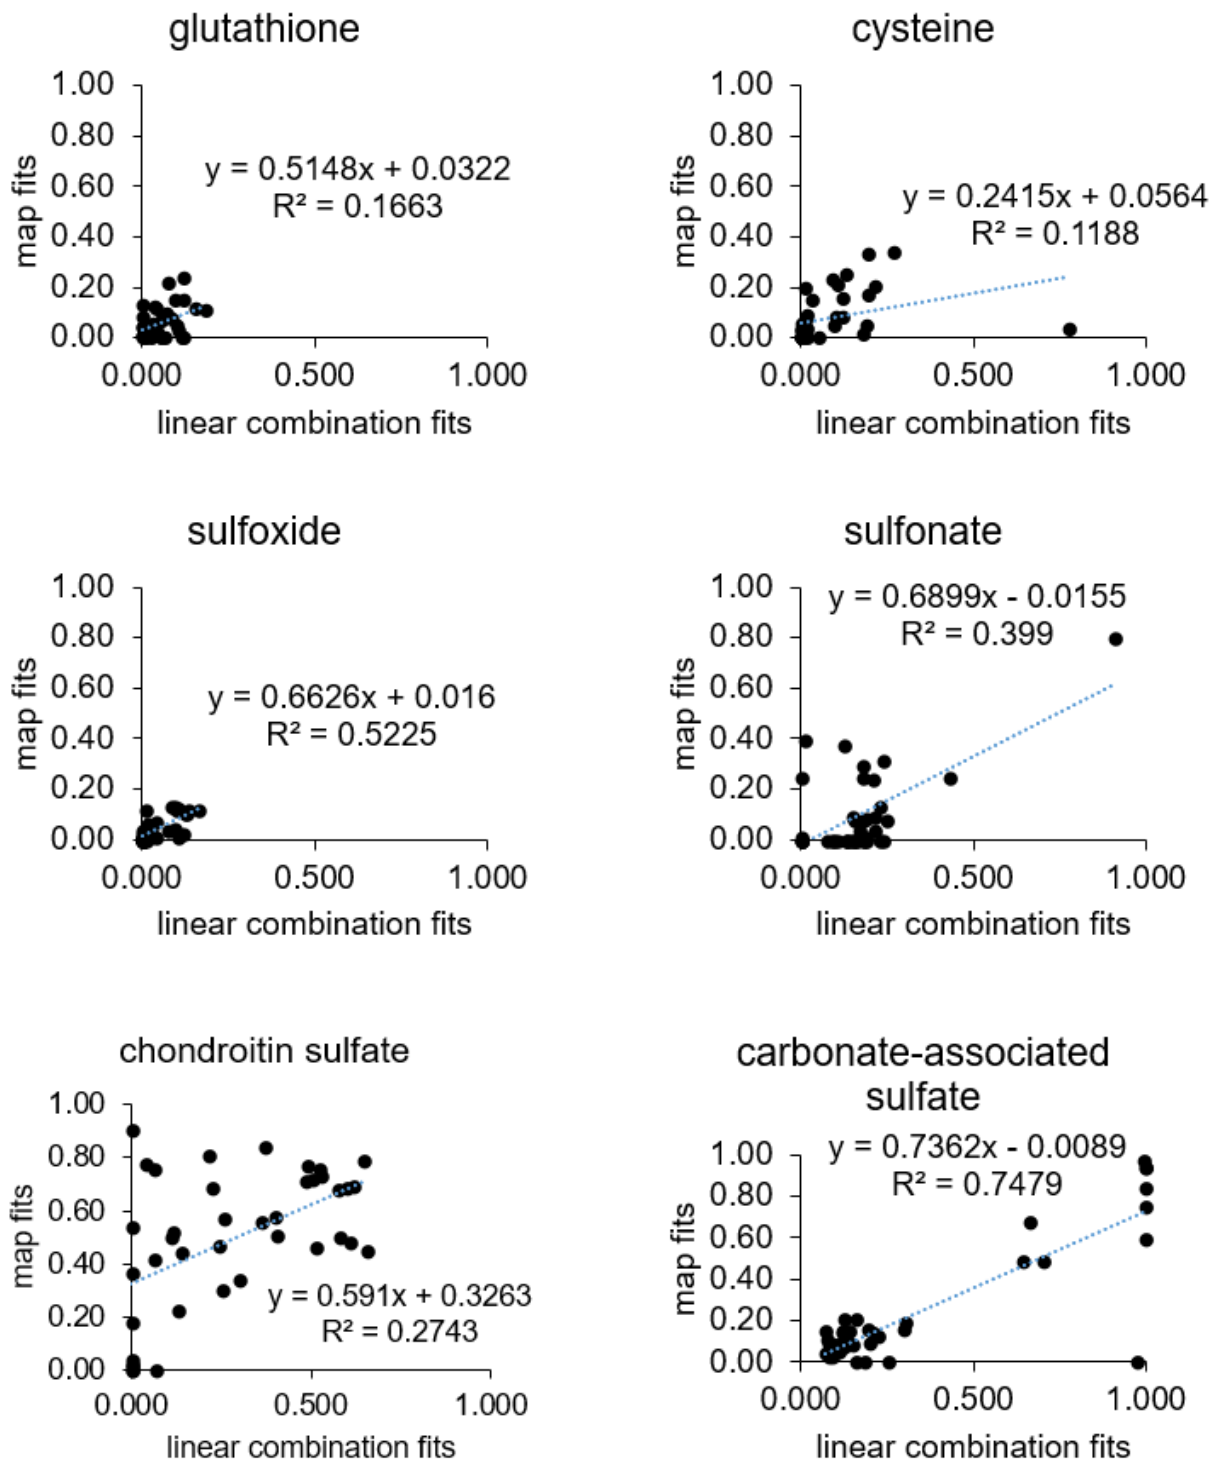 glutathione
1.00
0.80
0.60
0.40
0.20
0.00
map fits
y = 0.5148x + 0.0322
R² = 0.1663
0.000 0.500 1.000
linear combination fits
cysteine
1.00
0.80
0.60
0.40
0.20
0.00
map fits
y = 0.2415x + 0.0564
R² = 0.1188
0.000 0.500 1.000
linear combination fits
sulfoxide
1.00
0.80
0.60
0.40
0.20
0.00
map fits
y = 0.6626x + 0.016
R² = 0.5225
0.000 0.500 1.000
linear combination fits
sulfonate
1.00
0.80
0.60
0.40
0.20
0.00
map fits
y = 0.6899x - 0.0155
R² = 0.399
0.000 0.500 1.000
linear combination fits
chondroitin sulfate
1.00
0.80
0.60
0.40
0.20
0.00
map fits
y = 0.591x + 0.3263
R² = 0.2743
0.000 0.500 1.000
linear combination fits
carbonate-associated
sulfate
1.00
0.80
0.60
0.40
0.20
0.00
map fits
y = 0.7362x - 0.0089
R² = 0.7479
0.000 0.500 1.000
linear combination fits